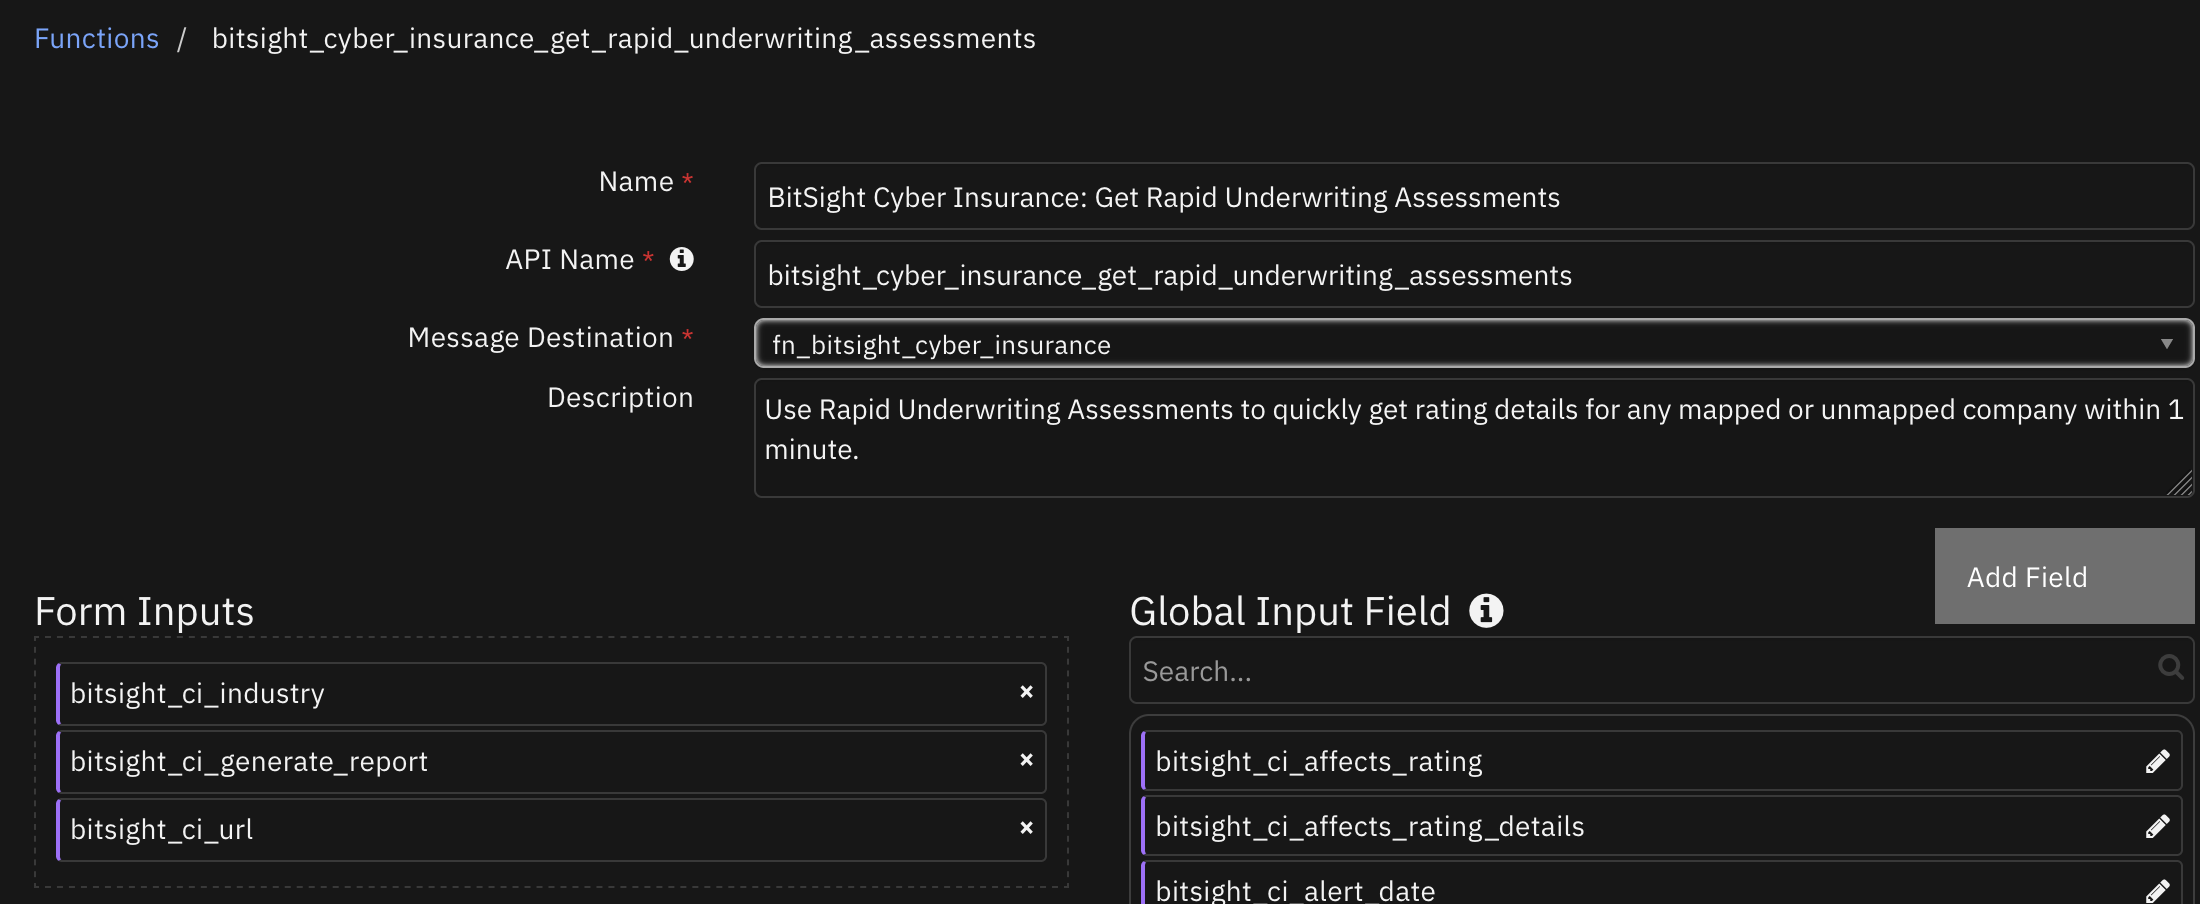 Functions / bitsight_cyber_insurance_get_rapid_underwriting_assessments
Name *
BitSight Cyber Insurance: Get Rapid Underwriting Assessments
API Name *
bitsight_cyber_insurance_get_rapid_underwriting_assessments
Message Destination *
fn_bitsight_cyber_insurance
Description
Use Rapid Underwriting Assessments to quickly get rating details for any mapped or unmapped company within 1
minute.
Add Field
Form Inputs
bitsight_ci_industry
bitsight_ci_generate_report
bitsight_ci_url
Global Input Field
Search...
bitsight_ci_affects_rating
bitsight_ci_affects_rating_details
bitsight_ci_alert_date